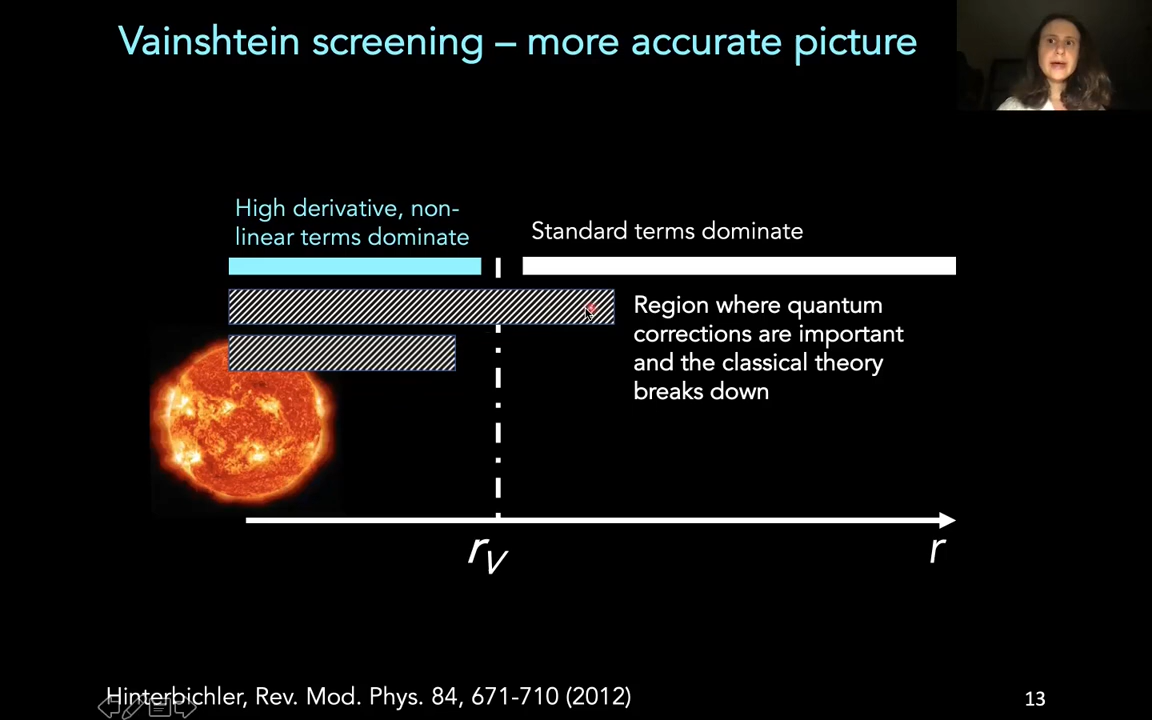 Vainshtein screening – more accurate picture
High derivative, non-
linear terms dominate
Standard terms dominate
Region where quantum
corrections are important
and the classical theory
breaks down
rV
r
Hinterbichler, Rev. Mod. Phys. 84, 671-710 (2012)
13